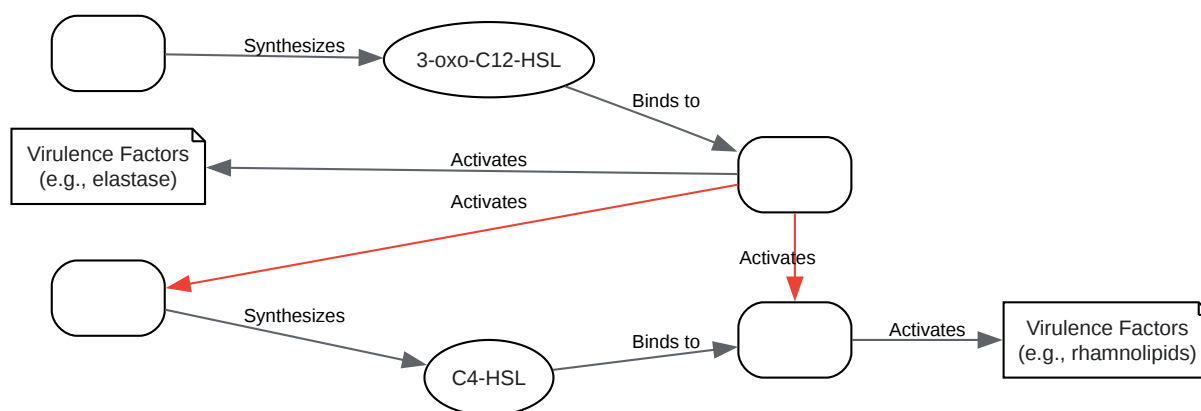 Synthesizes
3-oxo-C12-HSL
Binds to
Virulence Factors
(e.g., elastase)
Activates
Activates
Activates
Synthesizes
C4-HSL
Binds to
Activates
Virulence Factors
(e.g., rhamnolipids)